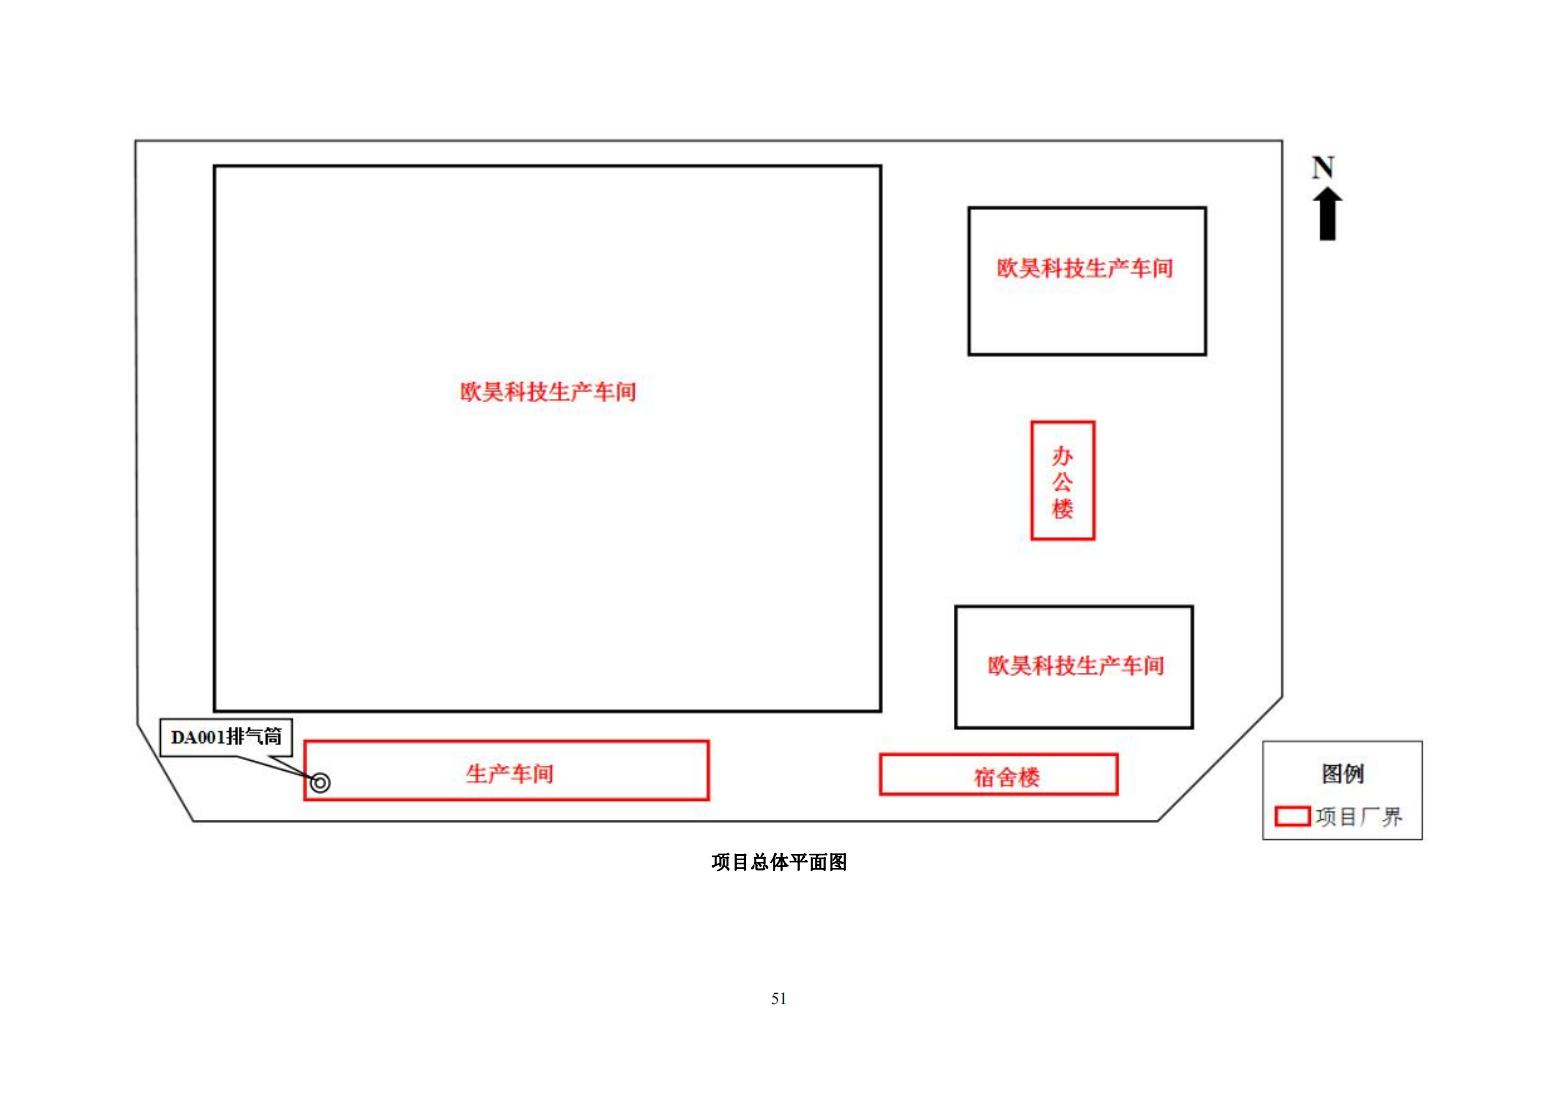 N
欧昊科技生产车间
欧昊科技生产车间
办
公
楼
欧昊科技生产车间
DA001排气筒
生产车间
宿舍楼
图例
项目厂界
项目总体平面图
51